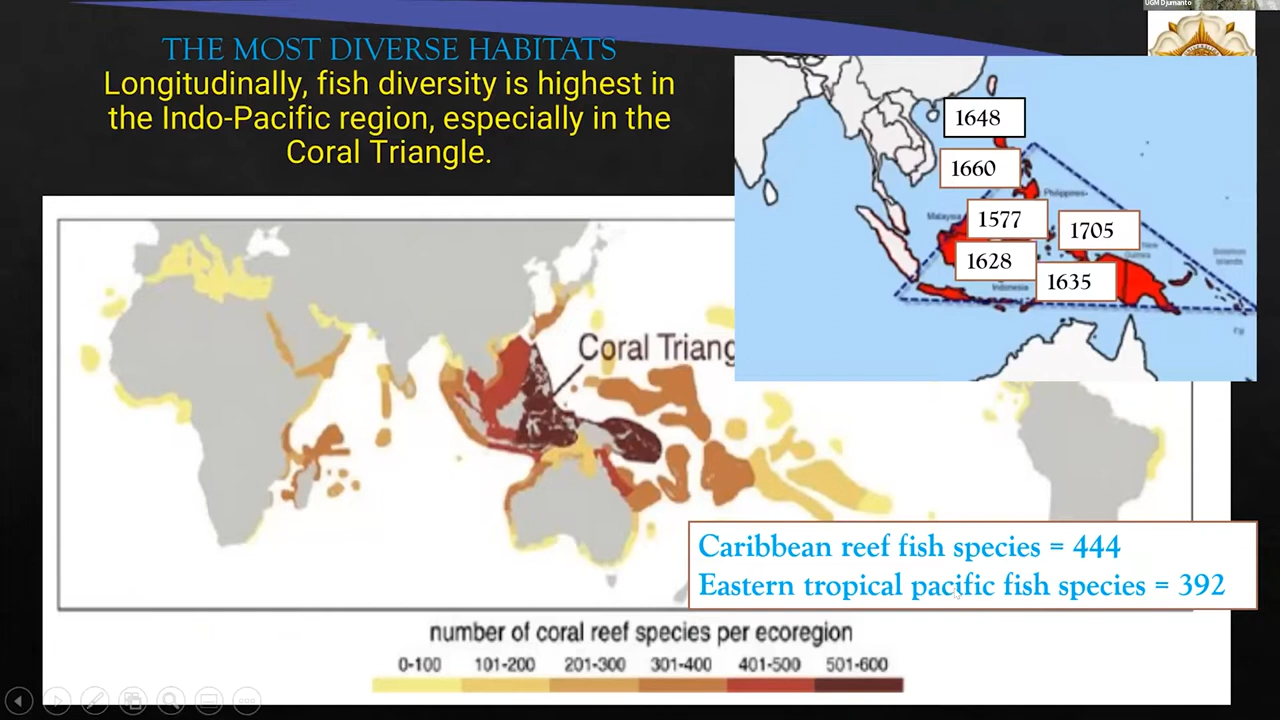 UGM Djumanto
THE MOST DIVERSE HABITATS
Longitudinally, fish diversity is highest in
the Indo-Pacific region, especially in the
Coral Triangle.
1648
1660
Philippines
Malaysia
1577
1705
New
Guinea
Solomon
Islands
1628
1635
Indonesia
Fiji
Coral Triang
Caribbean reef fish species = 444
Eastern tropical pacific fish species = 392
number of coral reef species per ecoregion
0-100 101-200 201-300 301-400 401-500 501-600